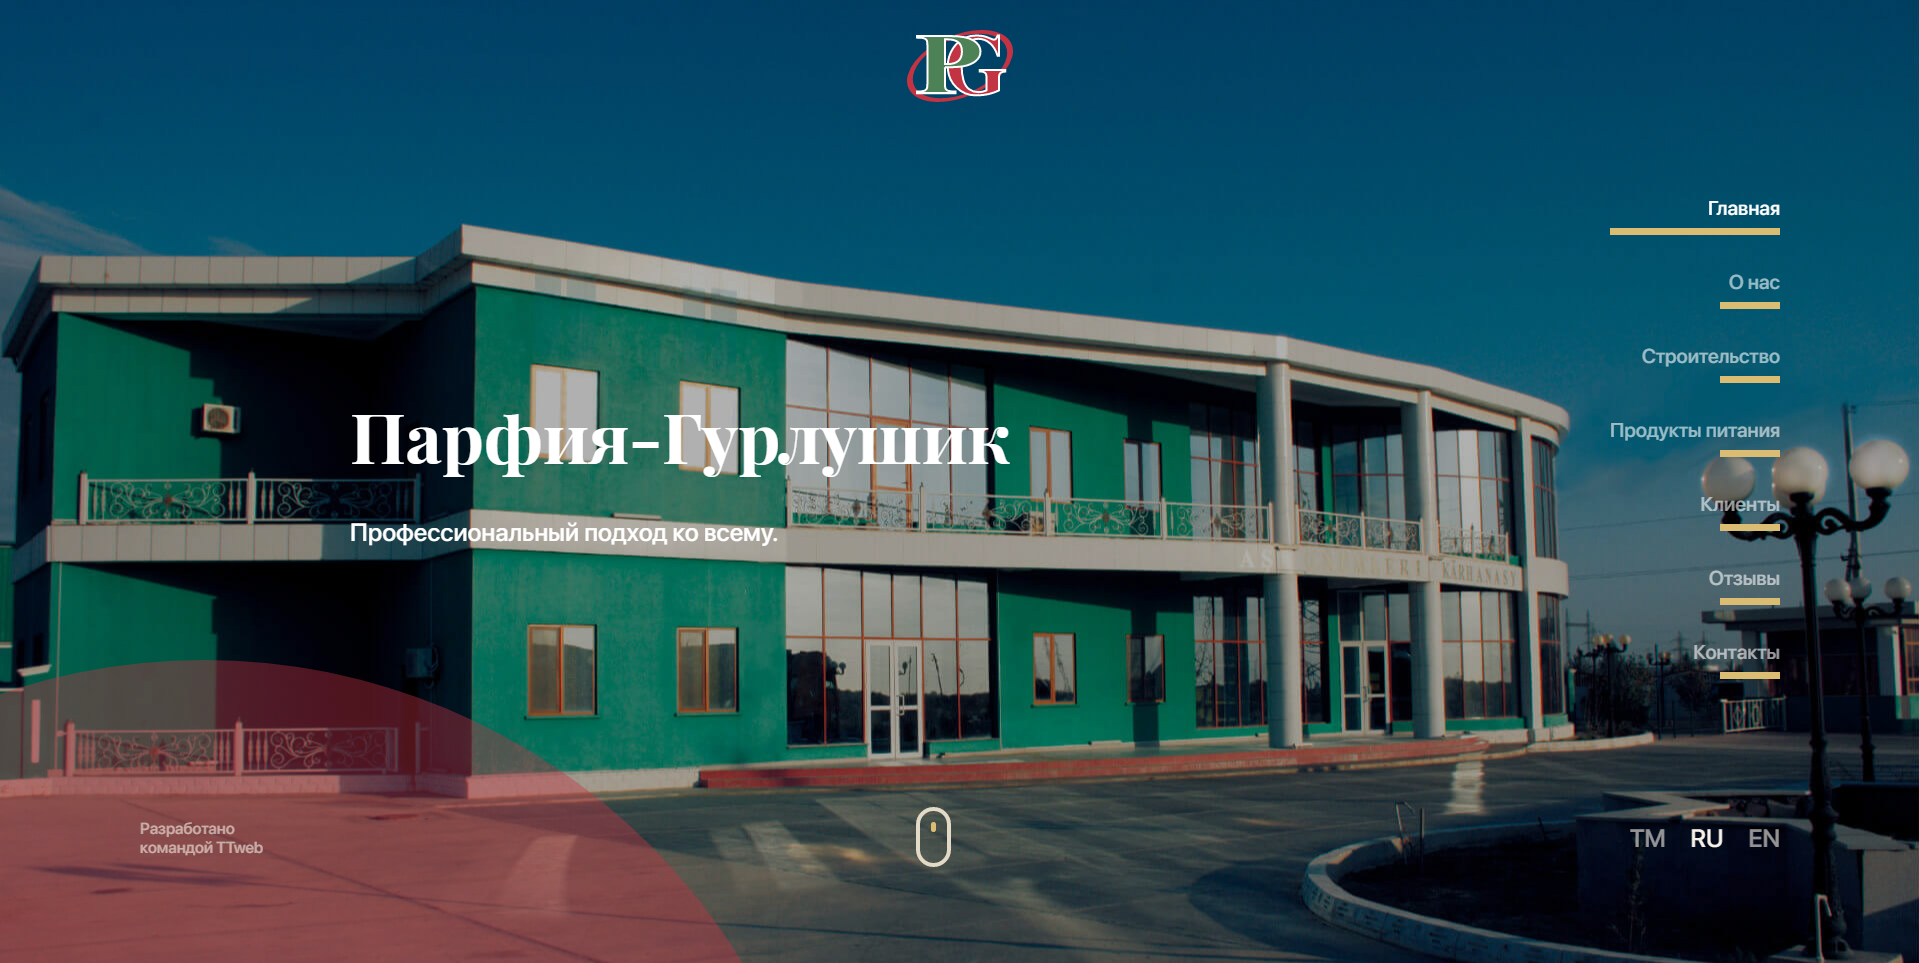 PG
Главная
О нас
Строительство
Продукты питания
Парфия-Гурлушик
Клиенты
Профессиональный подход ко всему.
KÄRHANASY
Отзывы
Контакты
Разработано
командой TTweb
TM RU EN